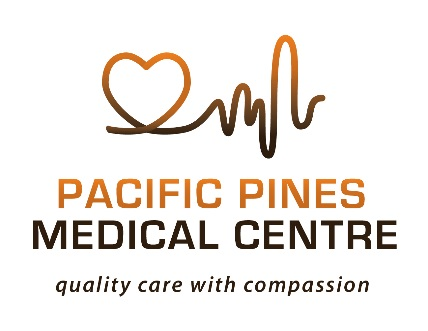 PACIFIC PINES
MEDICAL CENTRE
quality care with compassion